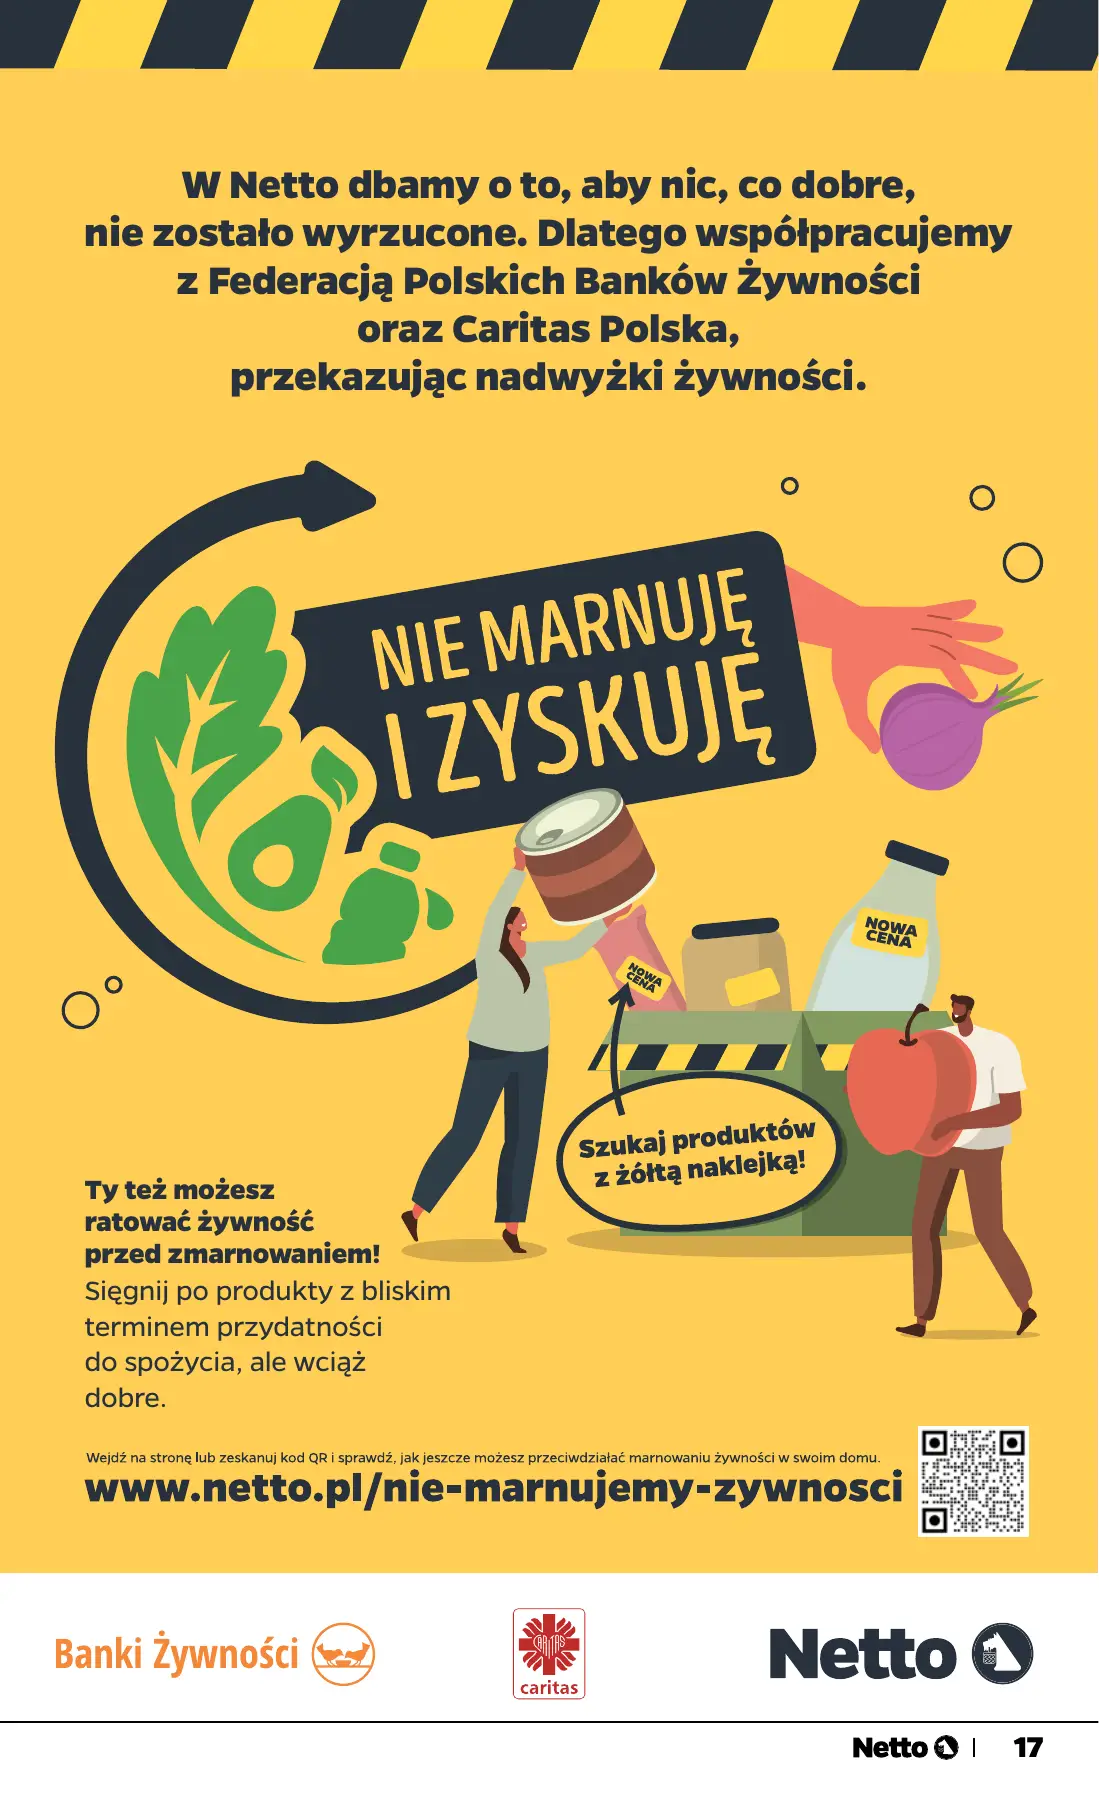 W Netto dbamy o to, aby nic, co dobre,
nie zostało wyrzucone. Dlatego współpracujemy
z Federacją Polskich Banków Żywności
oraz Caritas Polska,
przekazując nadwyżki żywności.
NIE MARNUJĘ
I ZYSKUJĘ
NOWA
CENA
NOWA
CENA
Szukaj produktów
z żółtą naklejką!
Ty też możesz
ratować żywność
przed zmarnowaniem!
Sięgnij po produkty z bliskim
terminem przydatności
do spożycia, ale wciąż
dobre.
Wejdź na stronę lub zeskanuj kod QR i sprawdź, jak jeszcze możesz przeciwdziałać marnowaniu żywności w swoim domu.
www.netto.pl/nie-marnujemy-zywnosci
Banki Żywności
CARITAS
caritas
Netto
Netto | 17